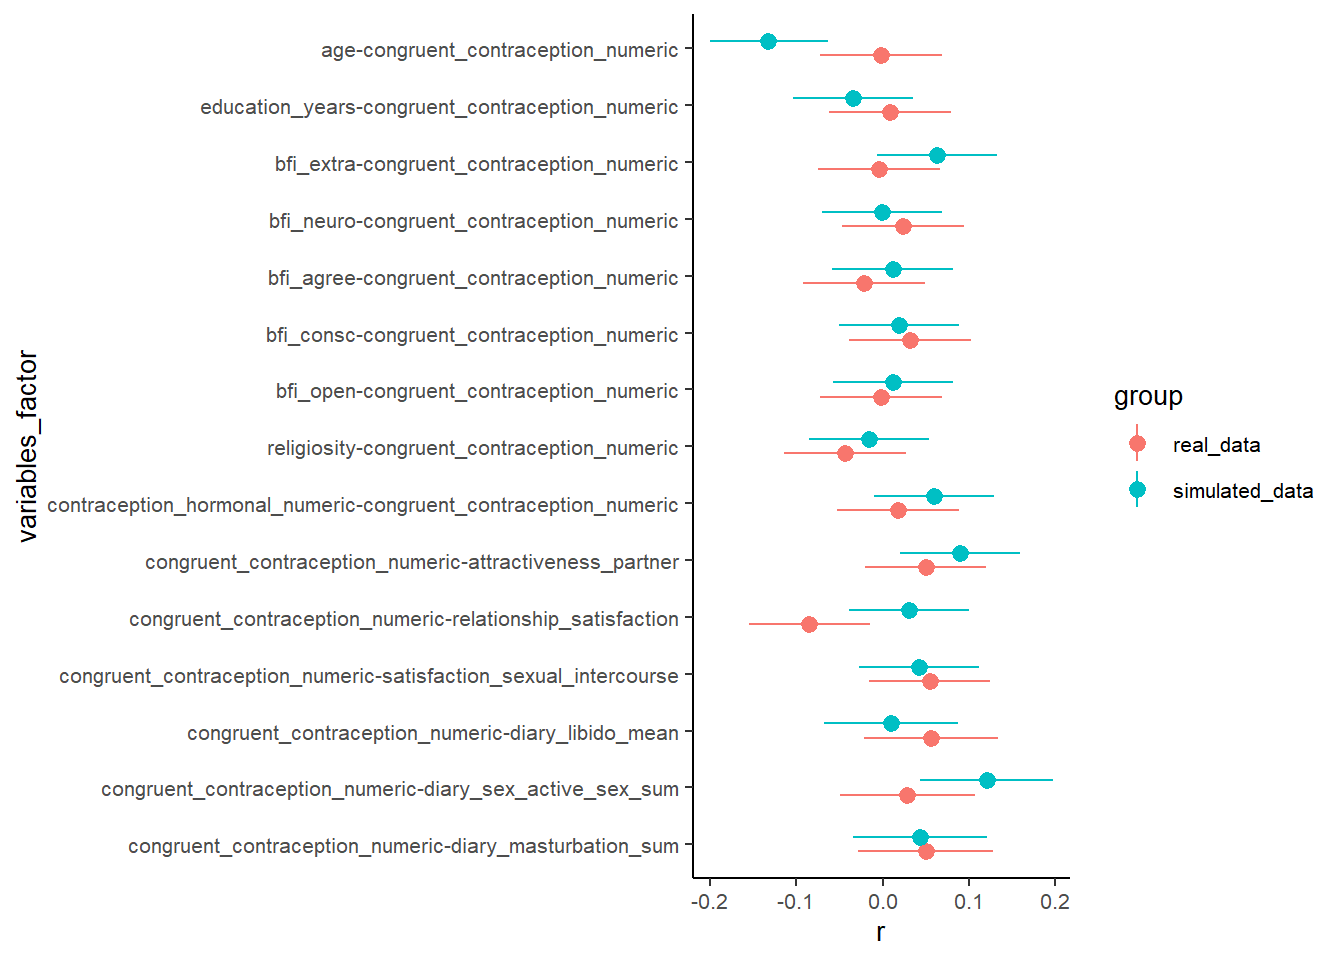 variables_factor
age-congruent_contraception_numeric
education_years-congruent_contraception_numeric
bfi_extra-congruent_contraception_numeric
bfi_neuro-congruent_contraception_numeric
bfi_agree-congruent_contraception_numeric
bfi_consc-congruent_contraception_numeric
bfi_open-congruent_contraception_numeric
religiosity-congruent_contraception_numeric
contraception_hormonal_numeric-congruent_contraception_numeric
congruent_contraception_numeric-attractiveness_partner
congruent_contraception_numeric-relationship_satisfaction
congruent_contraception_numeric-satisfaction_sexual_intercourse
congruent_contraception_numeric-diary_libido_mean
congruent_contraception_numeric-diary_sex_active_sex_sum
congruent_contraception_numeric-diary_masturbation_sum
-0.2 -0.1 0.0 0.1 0.2
r
group
real_data
simulated_data